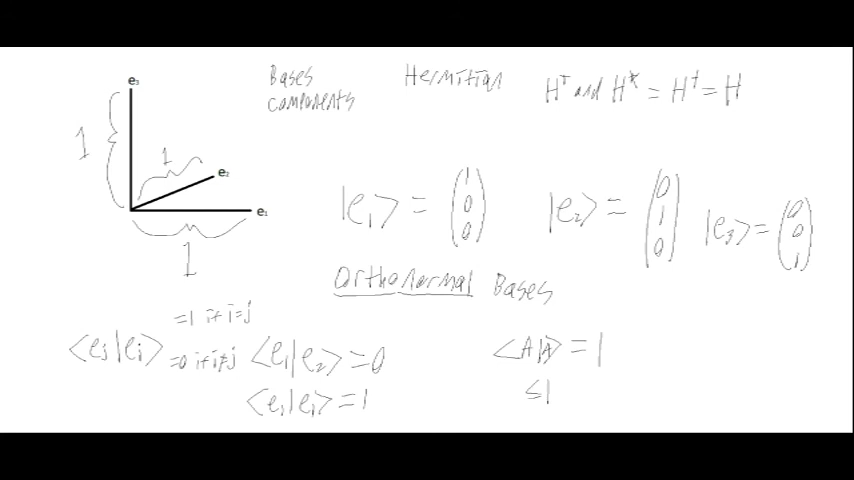 e₃
Bases
components
Hermitian
Hᵀ and H* = H† = H
1
1
e₂
e₁
1
|e₁> = (1 0 0)
|e₂> = (0 1 0)
|e₃> = (0 0 1)
Orthonormal Bases
=1 if i=j
<eⱼ|eᵢ> =0 if i≠j
<e₁|e₂> = 0
<e₁|e₁> = 1
<A|A> = 1
≤1